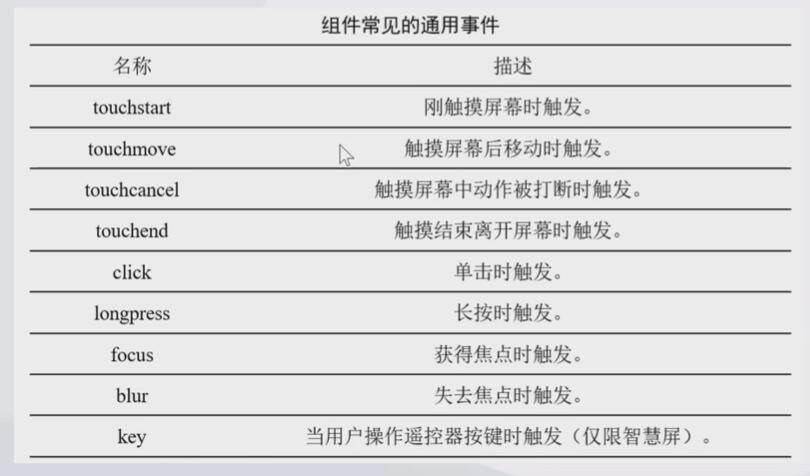 组件常见的通用事件
名称 描述
touchstart 刚触摸屏幕时触发。
touchmove 触摸屏幕后移动时触发。
touchcancel 触摸屏幕中动作被打断时触发。
touchend 触摸结束离开屏幕时触发。
click 单击时触发。
longpress 长按时触发。
focus 获得焦点时触发。
blur 失去焦点时触发。
key 当用户操作遥控器按键时触发（仅限智慧屏）。